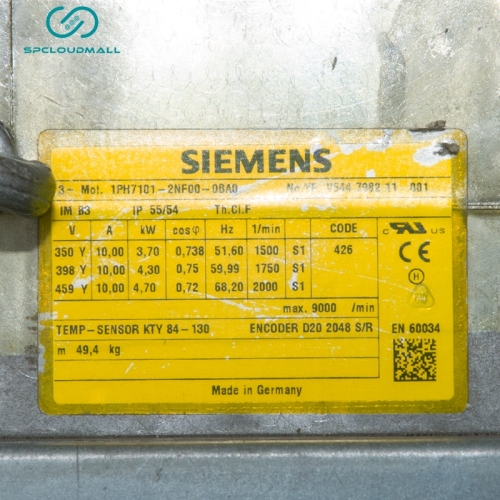 SPCLOUDMALL
SIEMENS
3~ Mot. 1PH7101-2NF00-0BA0 No YF V544 7982 11 001
IM B3 IP 55/54 Th.Cl.F
V A kW cosφ Hz 1/min CODE
350 Y 10,00 3,70 0,738 51,60 1500 S1 426
398 Y 10,00 4,30 0,75 59,99 1750 S1
459 Y 10,00 4,70 0,72 68,20 2000 S1
c UR US
CE
H
max. 9000 /min
TEMP-SENSOR KTY 84-130 ENCODER D20 2048 S/R EN 60034
m 49,4 kg
Made in Germany